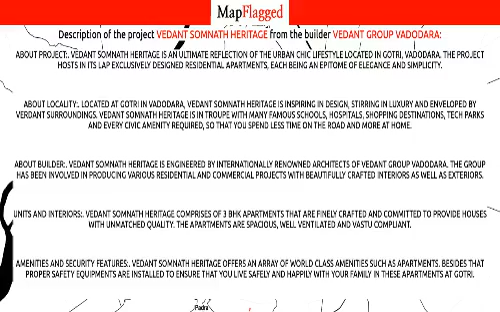 MapFlagged
Description of the project VEDANT SOMNATH HERITAGE from the builder VEDANT GROUP VADODARA:
ABOUT PROJECT:. VEDANT SOMNATH HERITAGE IS AN ULTIMATE REFLECTION OF THE URBAN CHIC LIFESTYLE LOCATED IN GOTRI, VADODARA. THE PROJECT
HOSTS IN ITS LAP EXCLUSIVELY DESIGNED RESIDENTIAL APARTMENTS, EACH BEING AN EPITOME OF ELEGANCE AND SIMPLICITY.
ABOUT LOCALITY:. LOCATED AT GOTRI IN VADODARA, VEDANT SOMNATH HERITAGE IS INSPIRING IN DESIGN, STIRRING IN LUXURY AND ENVELOPED BY
VERDANT SURROUNDINGS. VEDANT SOMNATH HERITAGE IS IN TROUPE WITH MANY FAMOUS SCHOOLS, HOSPITALS, SHOPPING DESTINATIONS, TECH PARKS
AND EVERY CIVIC AMENITY REQUIRED, SO THAT YOU SPEND LESS TIME ON THE ROAD AND MORE AT HOME.
ABOUT BUILDER:. VEDANT SOMNATH HERITAGE IS ENGINEERED BY INTERNATIONALLY RENOWNED ARCHITECTS OF VEDANT GROUP VADODARA. THE GROUP
HAS BEEN INVOLVED IN PRODUCING VARIOUS RESIDENTIAL AND COMMERCIAL PROJECTS WITH BEAUTIFULLY CRAFTED INTERIORS AS WELL AS EXTERIORS.
UNITS AND INTERIORS:. VEDANT SOMNATH HERITAGE COMPRISES OF 3 BHK APARTMENTS THAT ARE FINELY CRAFTED AND COMMITTED TO PROVIDE HOUSES
WITH UNMATCHED QUALITY. THE APARTMENTS ARE SPACIOUS, WELL VENTILATED AND VASTU COMPLIANT.
AMENITIES AND SECURITY FEATURES:. VEDANT SOMNATH HERITAGE OFFERS AN ARRAY OF WORLD CLASS AMENITIES SUCH AS APARTMENTS. BESIDES THAT
PROPER SAFETY EQUIPMENTS ARE INSTALLED TO ENSURE THAT YOU LIVE SAFELY AND HAPPILY WITH YOUR FAMILY IN THESE APARTMENTS AT GOTRI.
Padra